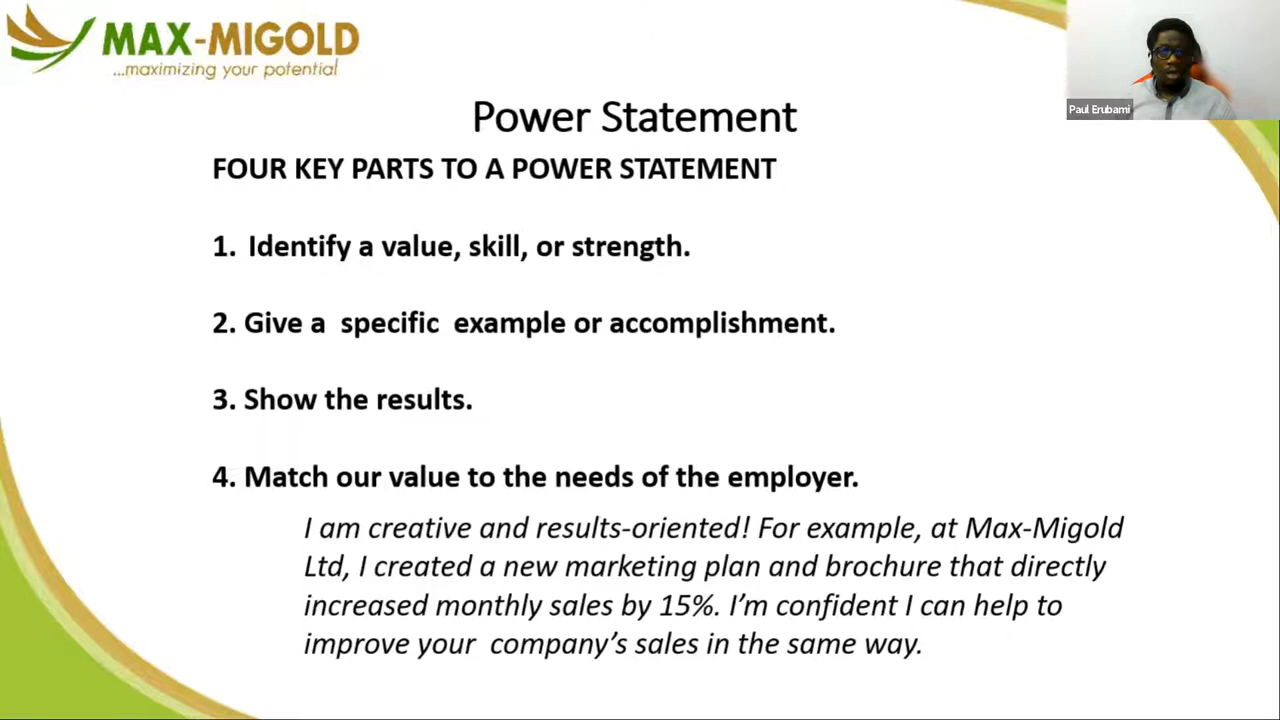 MAX-MIGOLD
...maximizing your potential
Paul Erubami
Power Statement
FOUR KEY PARTS TO A POWER STATEMENT
1. Identify a value, skill, or strength.
2. Give a specific example or accomplishment.
3. Show the results.
4. Match our value to the needs of the employer.
I am creative and results-oriented! For example, at Max-Migold
Ltd, I created a new marketing plan and brochure that directly
increased monthly sales by 15%. I'm confident I can help to
improve your company's sales in the same way.